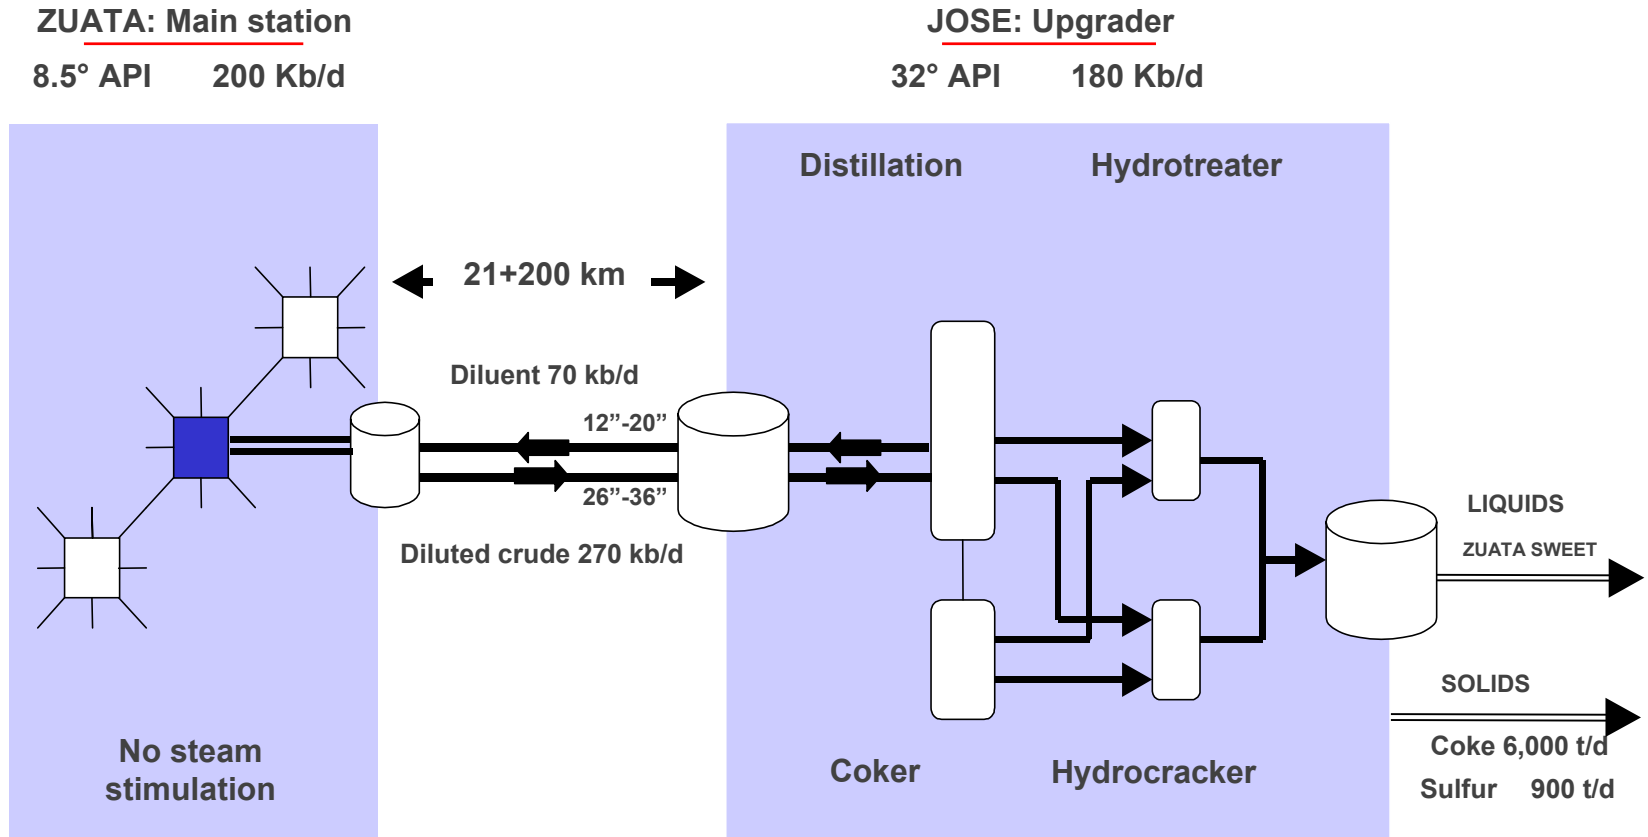 ZUATA: Main station
8.5° API 200 Kb/d
JOSE: Upgrader
32° API 180 Kb/d
Distillation
Hydrotreater
21+200 km
Diluent 70 kb/d
12”-20”
26”-36”
Diluted crude 270 kb/d
LIQUIDS
ZUATA SWEET
SOLIDS
Coke 6,000 t/d
Sulfur 900 t/d
No steam
stimulation
Coker
Hydrocracker